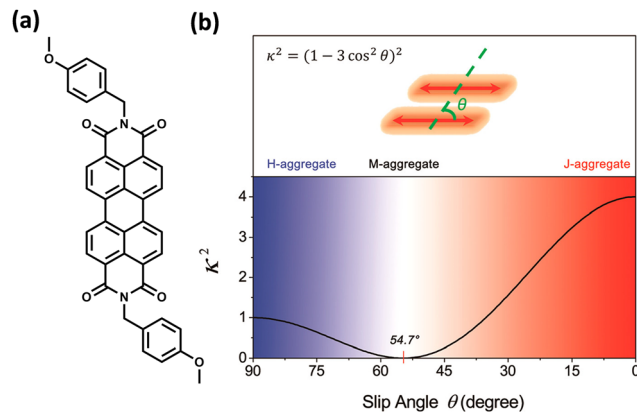 (a)
O
O
N
O
O
O
N
O
O
(b)
κ² = (1 − 3 cos² θ)²
θ
H-aggregate M-aggregate J-aggregate
4
3
2
1
0
κ²
54.7°
90 75 60 45 30 15 0
Slip Angle θ (degree)